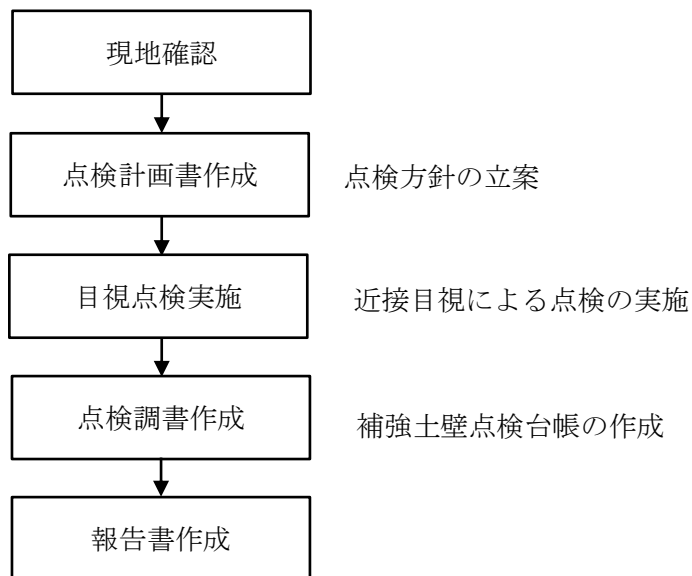 現地確認
点検計画書作成 点検方針の立案
目視点検実施 近接目視による点検の実施
点検調書作成 補強土壁点検台帳の作成
報告書作成